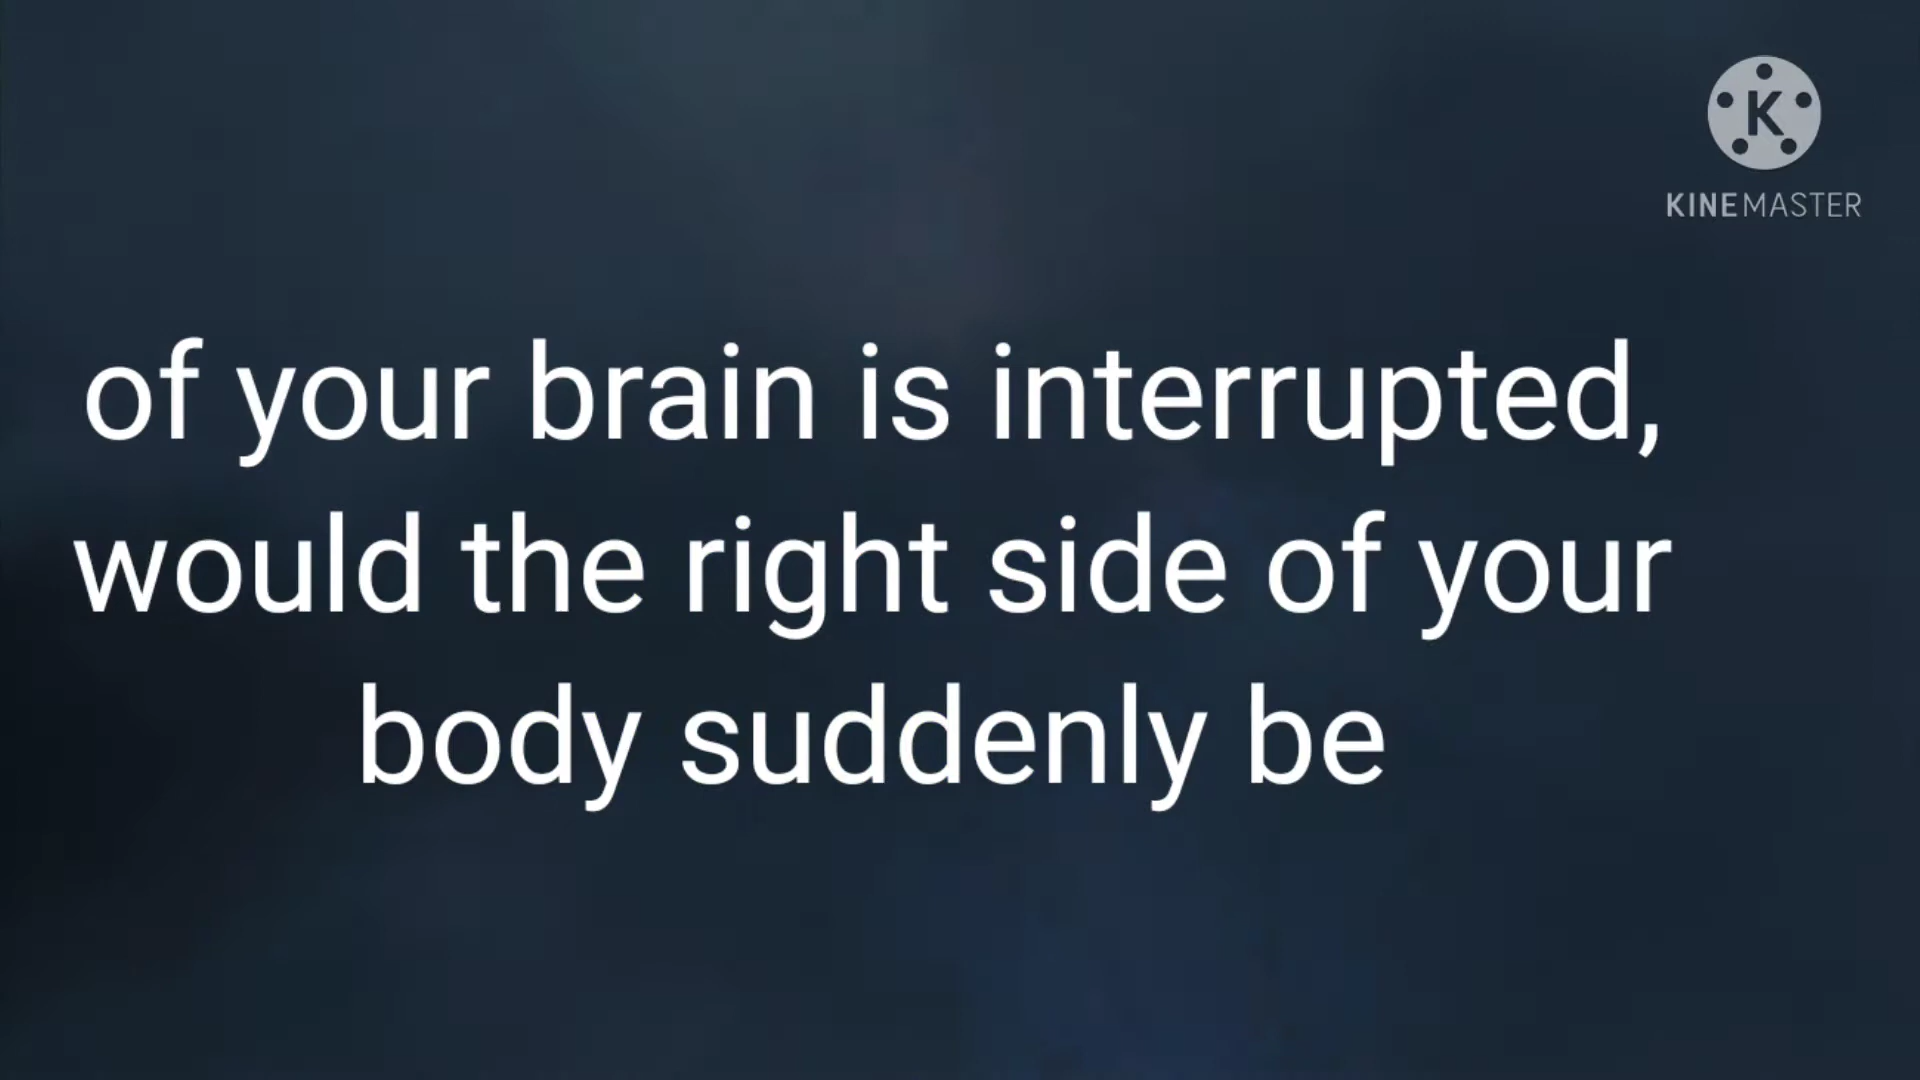 K
KINEMASTER
of your brain is interrupted,
would the right side of your
body suddenly be